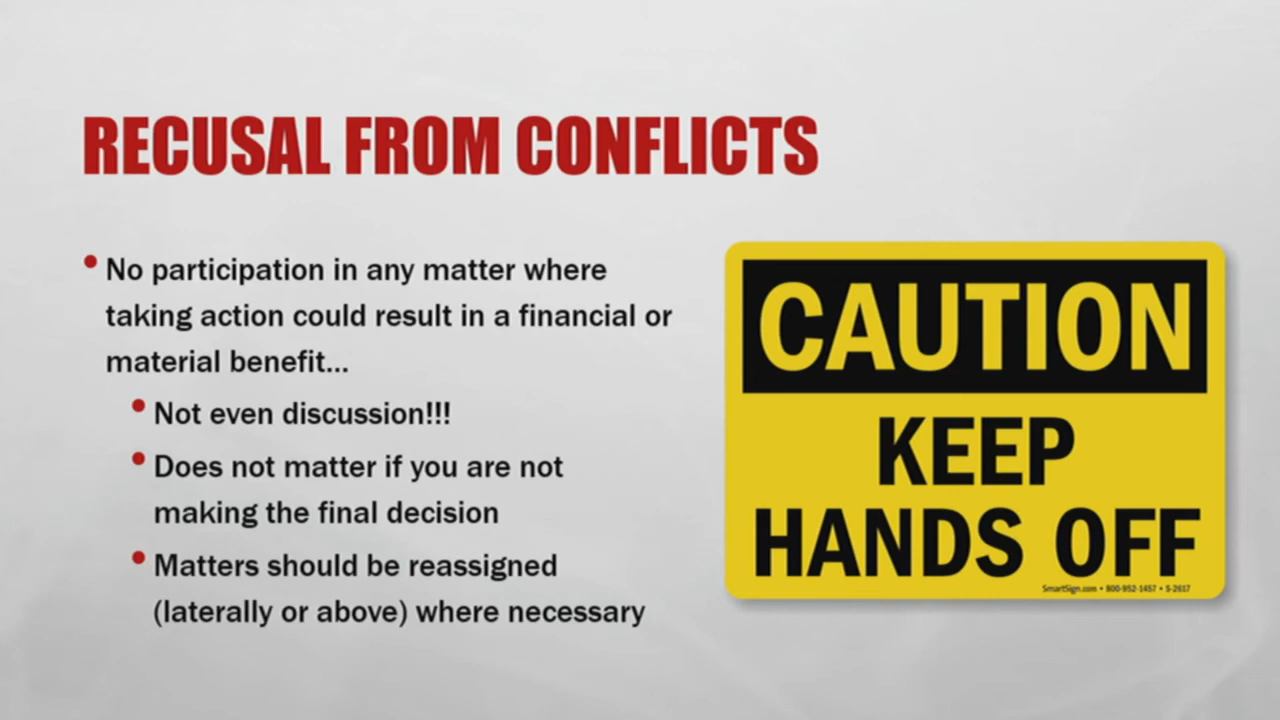 RECUSAL FROM CONFLICTS
No participation in any matter where
taking action could result in a financial or
material benefit...
Not even discussion!!!
Does not matter if you are not
making the final decision
Matters should be reassigned
(laterally or above) where necessary
CAUTION
KEEP
HANDS OFF
SmartSign.com • 800-952-1457 • S-2617